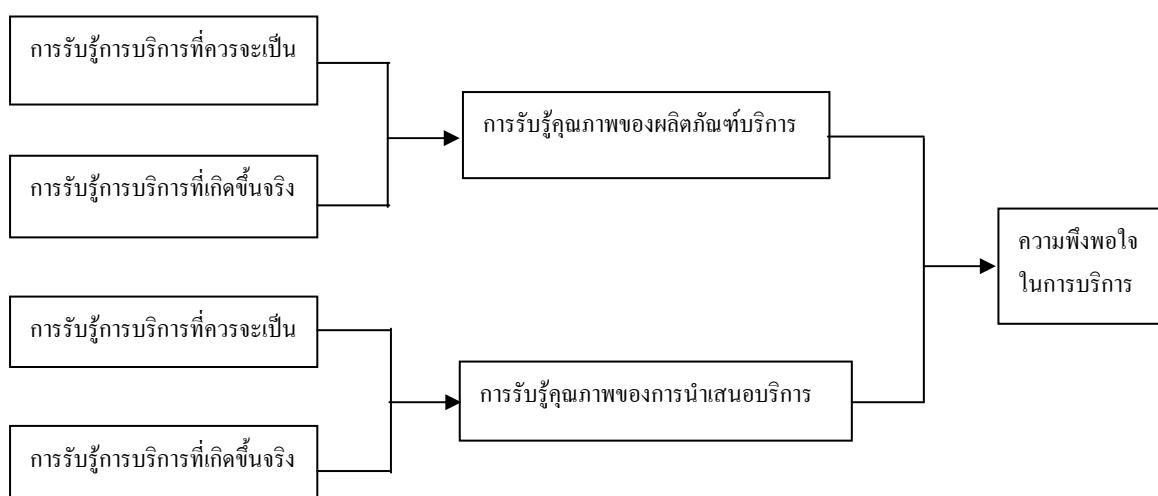 การรับรู้การบริการที่ควรจะเป็น
การรับรู้การบริการที่เกิดขึ้นจริง
การรับรู้คุณภาพของผลิตภัณฑ์บริการ
การรับรู้การบริการที่ควรจะเป็น
การรับรู้การบริการที่เกิดขึ้นจริง
การรับรู้คุณภาพของการนำเสนอบริการ
ความพึงพอใจ
ในการบริการ